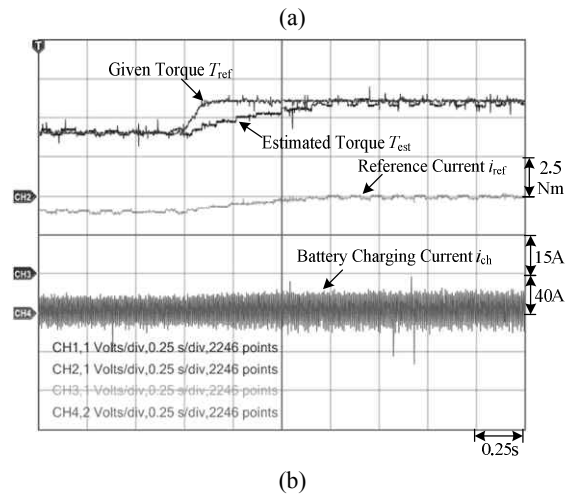 (a)
T
Given Torque Tref
Estimated Torque Test
Reference Current iref
2.5
Nm
CH2
15A
Battery Charging Current ich
CH3
40A
CH4
CH1,1 Volts/div,0.25 s/div,2246 points
CH2,1 Volts/div,0.25 s/div,2246 points
CH3,1 Volts/div,0.25 s/div,2246 points
CH4,2 Volts/div,0.25 s/div,2246 points
0.25s
(b)